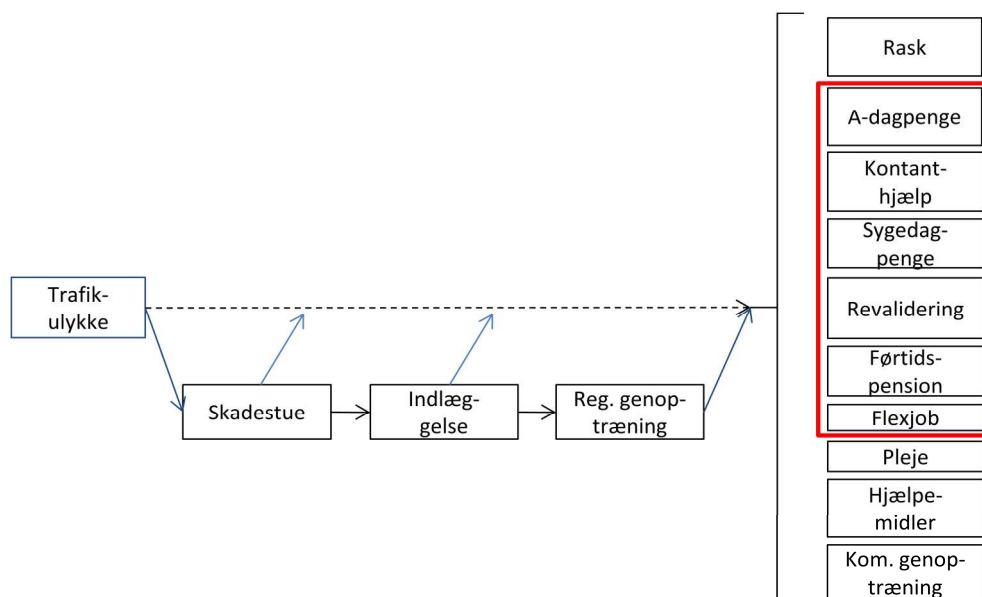 Rask
A-dagpenge
Kontant-
hjælp
Sygedag-
penge
Trafik-
ulykke
Revalidering
Førtids-
pension
Skadestue
Indlæg-
gelse
Reg. genop-
træning
Flexjob
Pleje
Hjælpe-
midler
Kom. genop-
træning